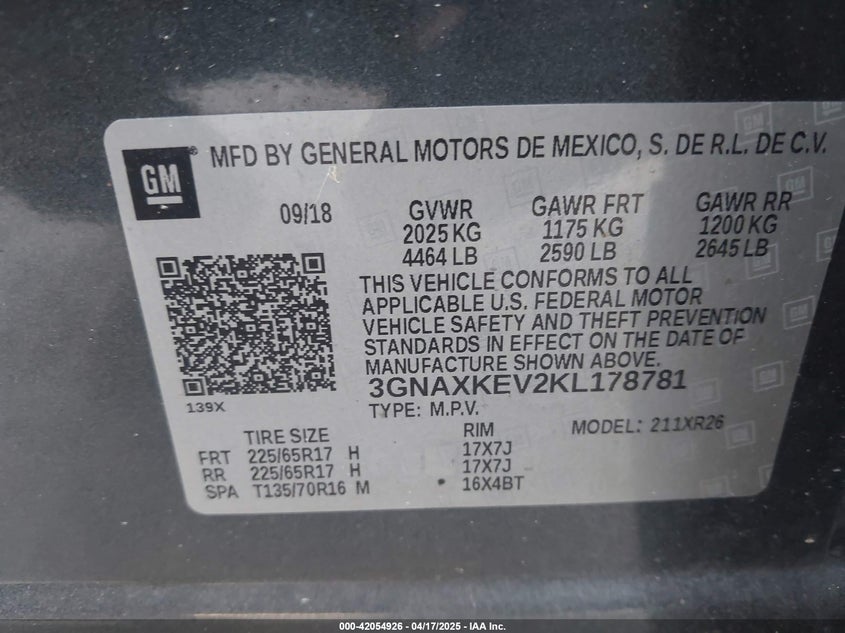 GM® MFD BY GENERAL MOTORS DE MEXICO, S. DE R.L. DE C.V.
09/18 GVWR GAWR FRT GAWR RR
2025 KG 1175 KG 1200 KG
4464 LB 2590 LB 2645 LB
THIS VEHICLE CONFORMS TO ALL
APPLICABLE U.S. FEDERAL MOTOR
VEHICLE SAFETY AND THEFT PREVENTION
STANDARDS IN EFFECT ON THE DATE OF
MANUFACTURE SHOWN ABOVE.
3GNAXKEV2KL178781
139X
TYPE: M.P.V.
MODEL: 211XR26
TIRE SIZE RIM
FRT 225/65R17 H 17X7J
RR 225/65R17 H 17X7J
SPA T135/70R16 M 16X4BT
000-42054926 - 04/17/2025 - IAA Inc.